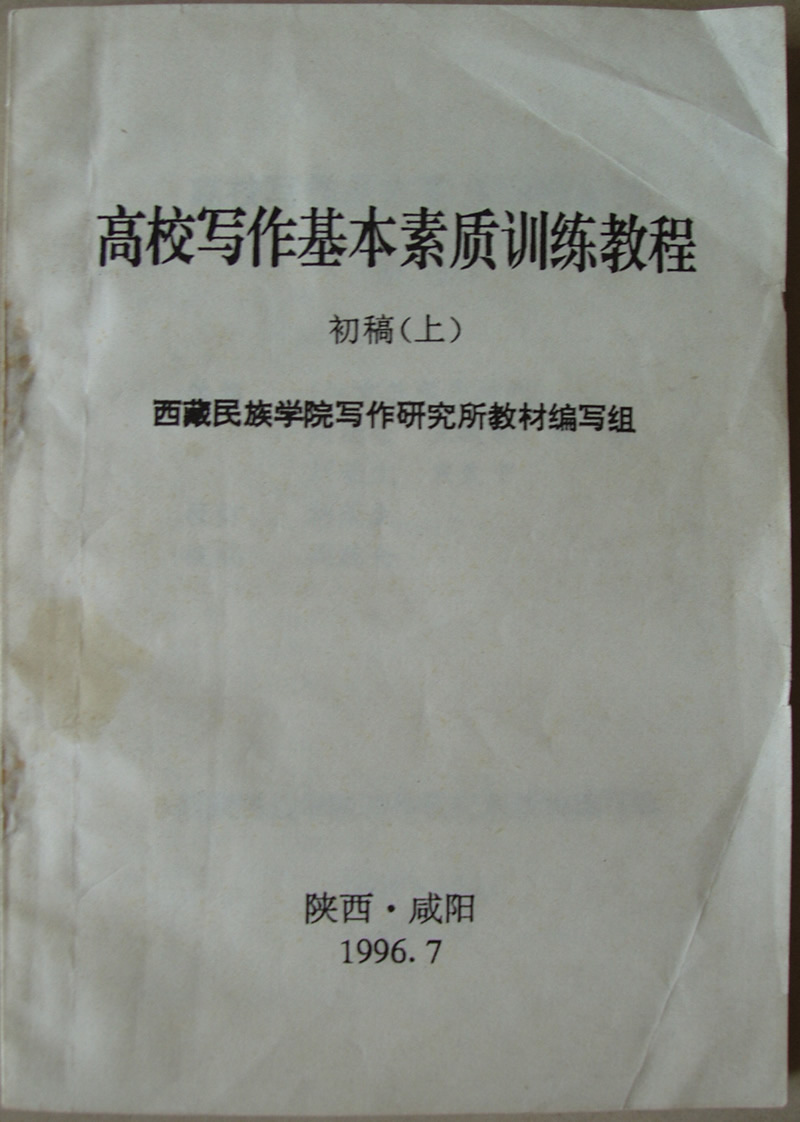 高校写作基本素质训练教程
初稿(上)
西藏民族学院写作研究所教材编写组
陕西·咸阳
1996.7